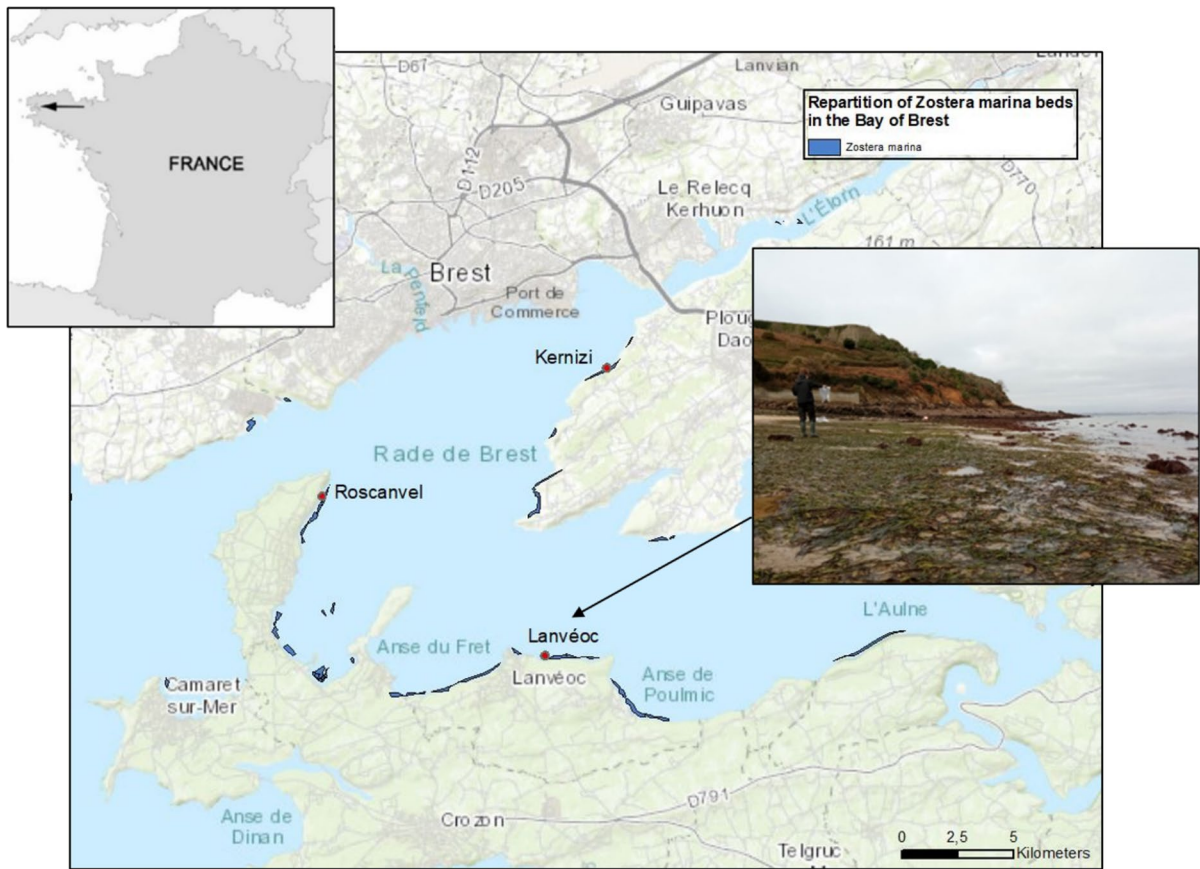 FRANCE
D67
Lanvian
Guipavas
Repartition of Zostera marina beds
in the Bay of Brest
Zostera marina
D112
D205
D770
Le Relecq
Kerhuon
L'Élorn
161 m
La Penfeld
Brest
Port de
Commerce
Kernizi
Rade de Brest
Roscanvel
L'Aulne
Lanvéoc
Anse du Fret
Lanvéoc
Anse de
Poulmic
Camaret
sur-Mer
D791
Anse de
Dinan
Crozon
Telgruc
0 2,5 5
Kilometers